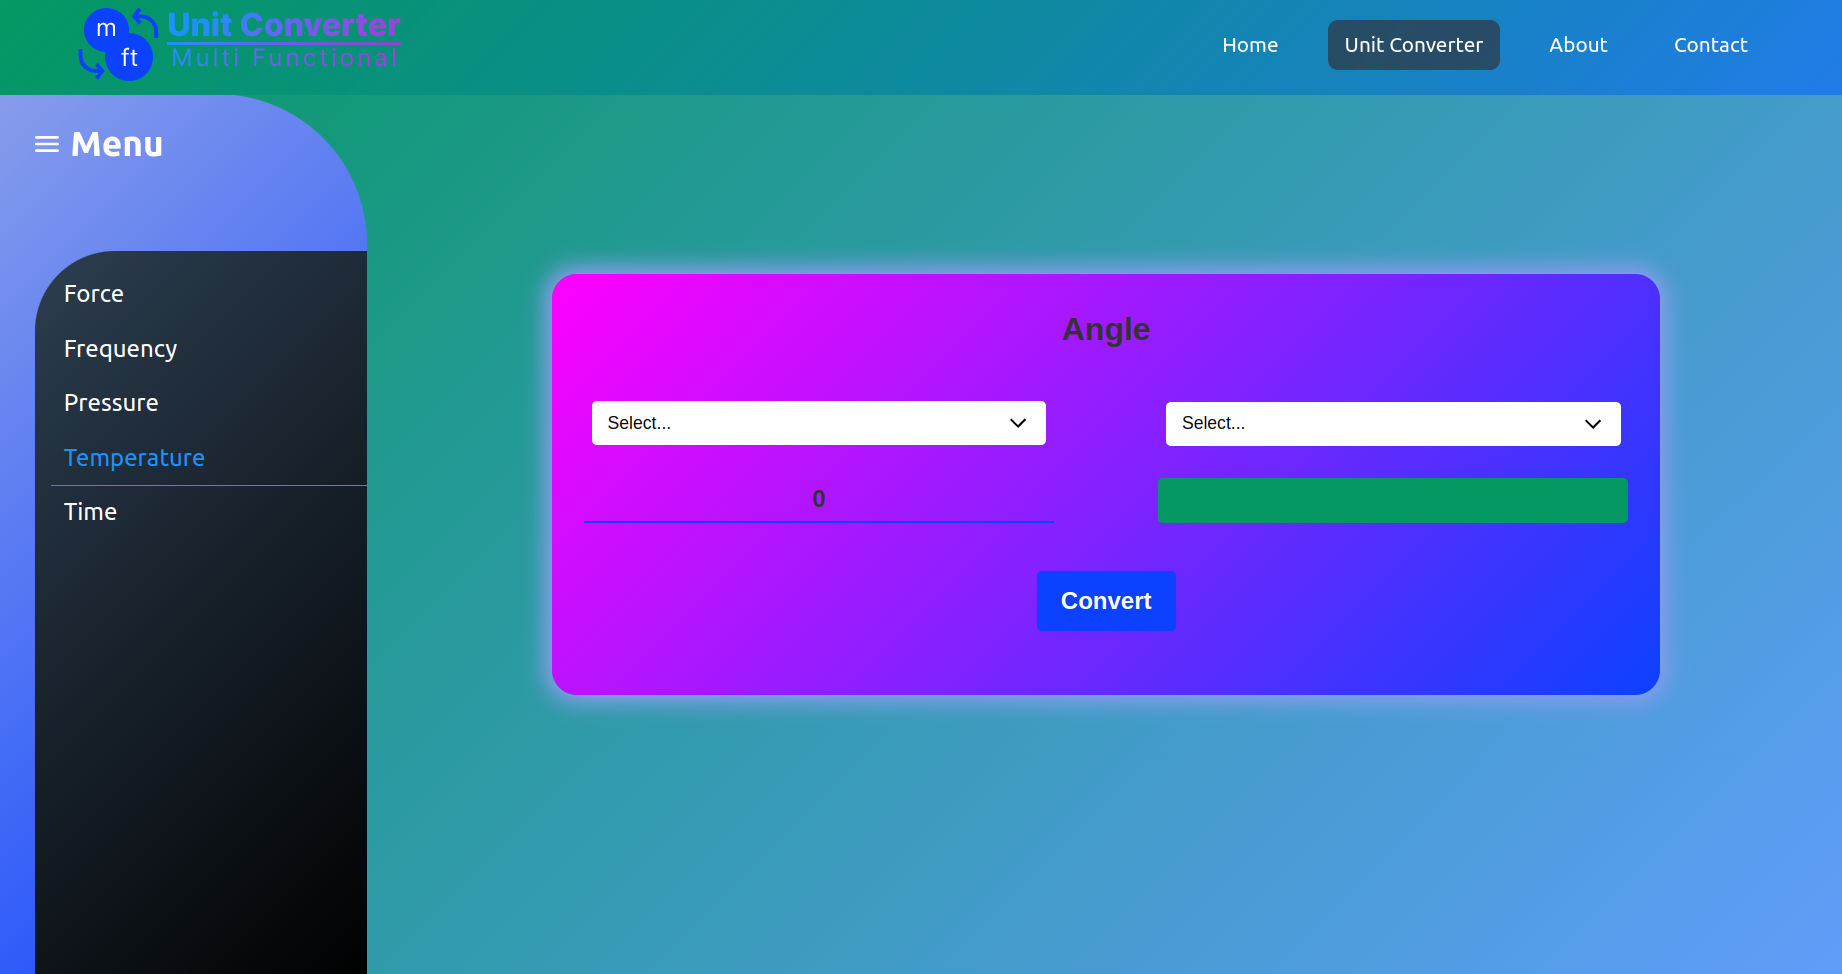 m
ft
Unit Converter
Multi Functional
Home
Unit Converter
About
Contact
Menu
Force
Frequency
Pressure
Temperature
Time
Angle
Select...
Select...
0
Convert